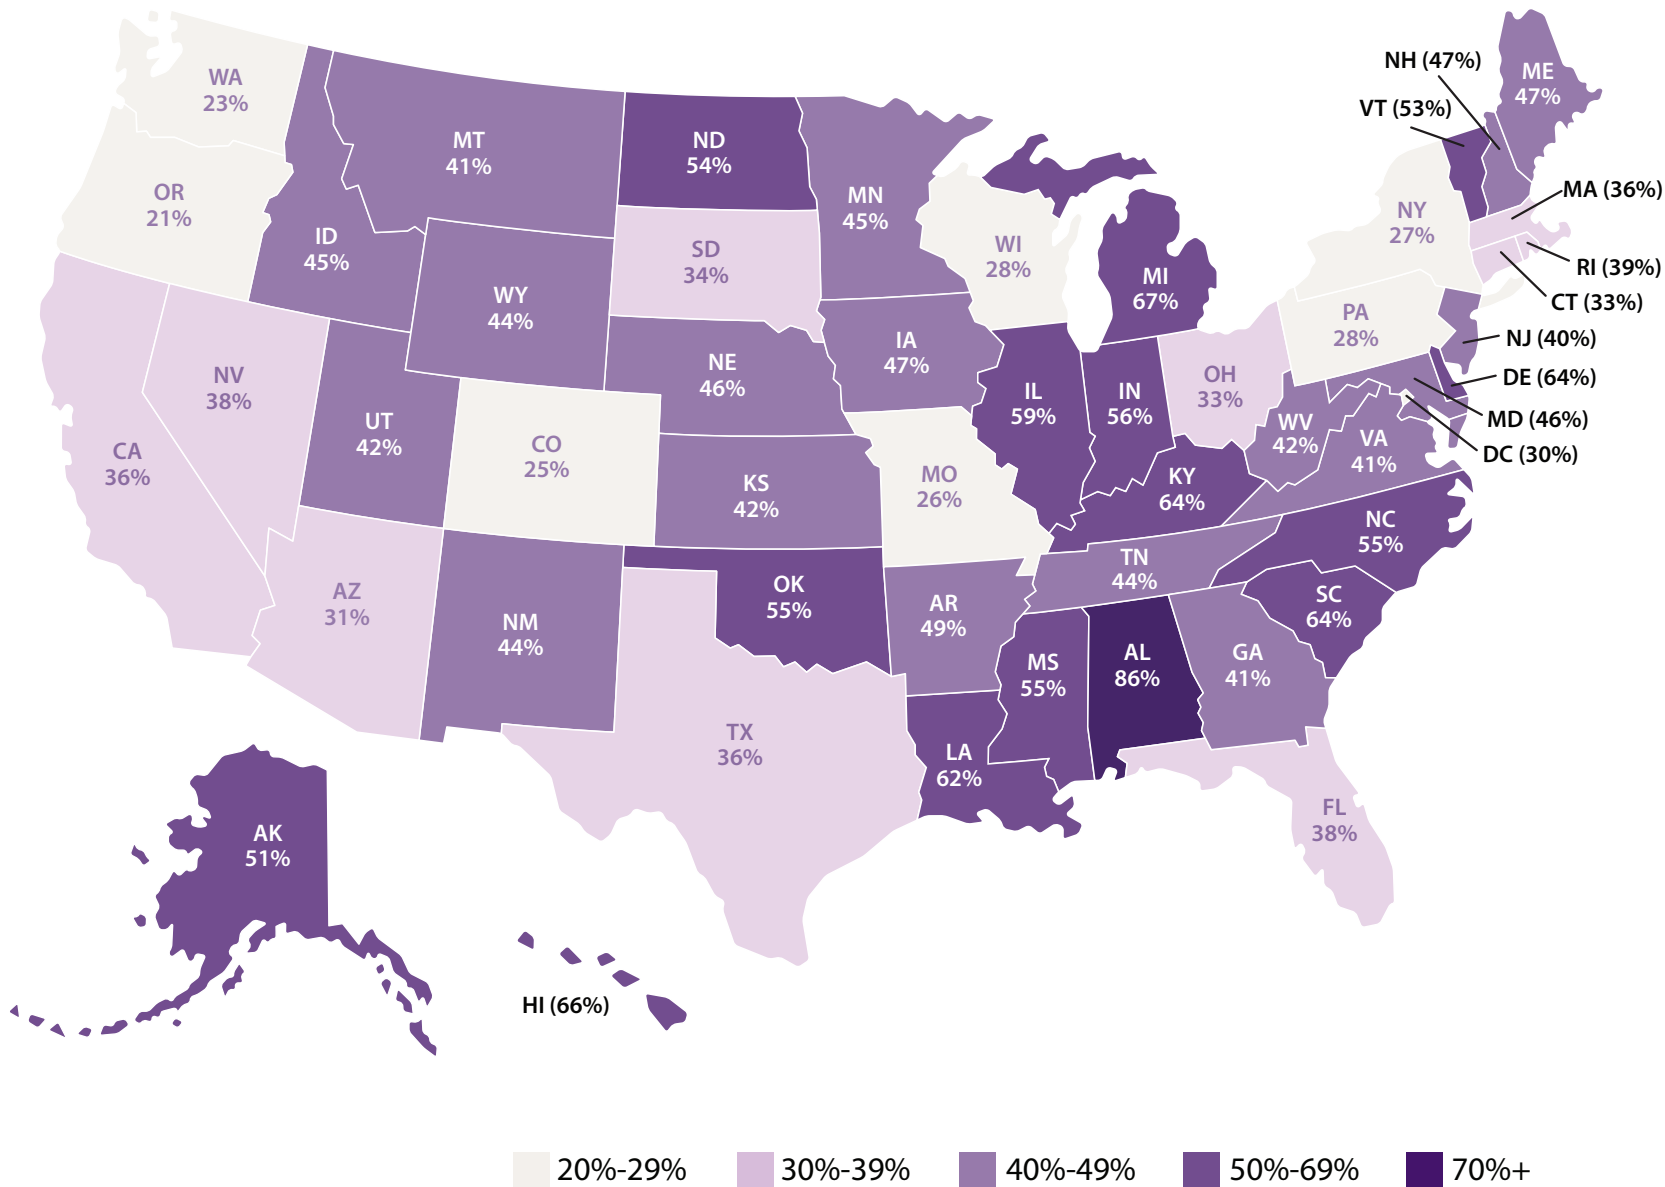 WA
23%
OR
21%
CA
36%
NV
38%
ID
45%
MT
41%
WY
44%
UT
42%
CO
25%
AZ
31%
NM
44%
ND
54%
SD
34%
NE
46%
KS
42%
OK
55%
TX
36%
MN
45%
IA
47%
MO
26%
AR
49%
LA
62%
WI
28%
IL
59%
MI
67%
IN
56%
OH
33%
KY
64%
TN
44%
MS
55%
AL
86%
GA
41%
FL
38%
SC
64%
NC
55%
VA
41%
WV
42%
PA
28%
NY
27%
ME
47%
NH (47%)
VT (53%)
MA (36%)
RI (39%)
CT (33%)
NJ (40%)
DE (64%)
MD (46%)
DC (30%)
AK
51%
HI (66%)
20%-29%
30%-39%
40%-49%
50%-69%
70%+